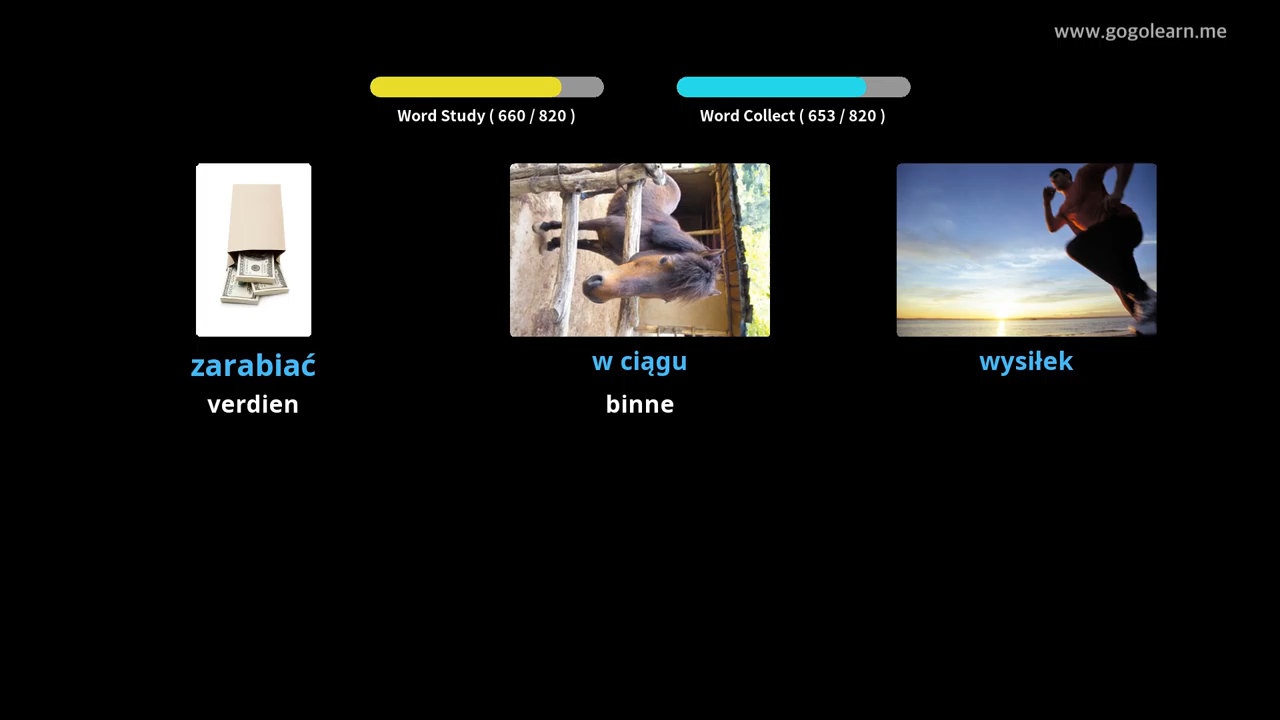 www.gogolearn.me
Word Study ( 660 / 820 )
Word Collect ( 653 / 820 )
zarabiać
verdien
w ciągu
binne
wysiłek